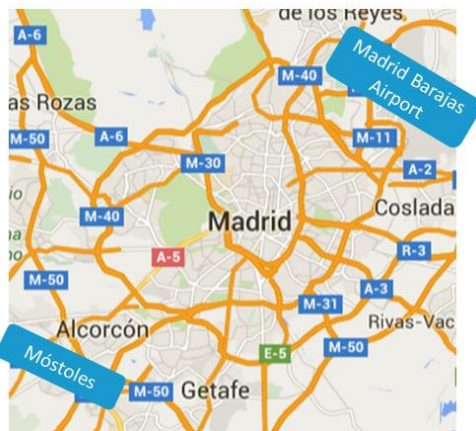 de los Reyes
A-6
Madrid Barajas
Airport
M-40
as Rozas
M-50
A-6
M-11
M-30
A-2
M-40
Madrid
Coslada
A-5
R-3
M-50
A-3
M-31
Alcorcón
Rivas-Vac
M-50
E-5
Móstoles
M-50
Getafe